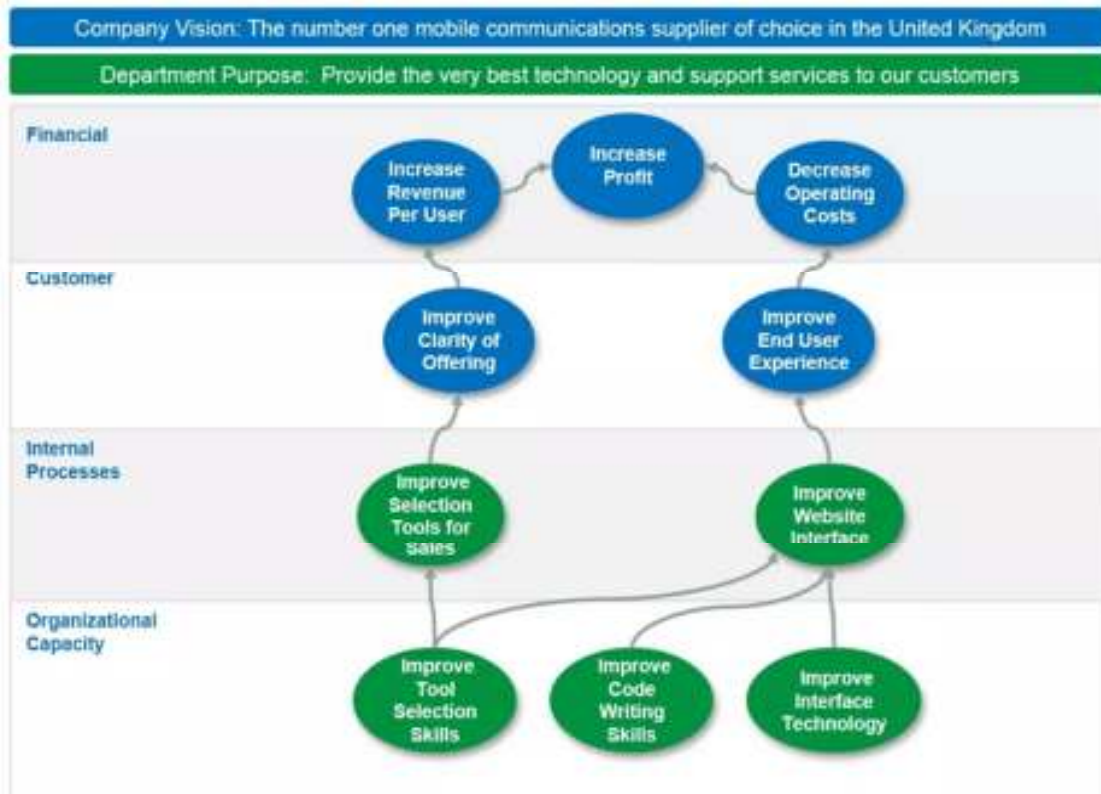 Company Vision: The number one mobile communications supplier of choice in the United Kingdom
Department Purpose: Provide the very best technology and support services to our customers
Financial
Increase
Revenue
Per User
Increase
Profit
Decrease
Operating
Costs
Customer
Improve
Clarity of
Offering
Improve
End User
Experience
Internal
Processes
Improve
Selection
Tools for
Sales
Improve
Website
Interface
Organizational
Capacity
Improve
Tool
Selection
Skills
Improve
Code
Writing
Skills
Improve
Interface
Technology